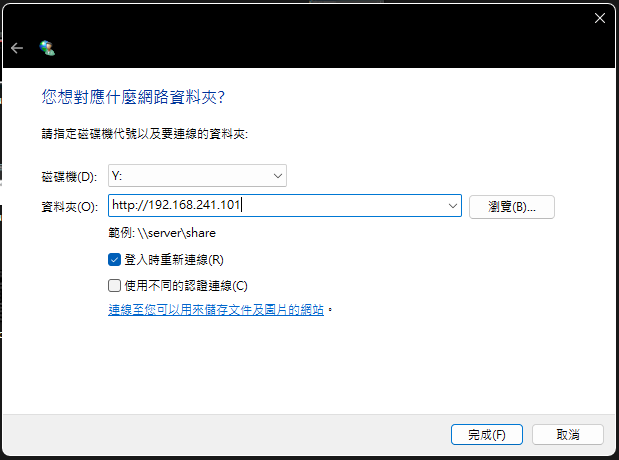 您想對應什麼網路資料夾?
請指定磁碟機代號以及要連線的資料夾:
磁碟機(D): Y:
資料夾(O): http://192.168.241.101 瀏覽(B)...
範例: \\server\share
登入時重新連線(R)
使用不同的認證連線(C)
連線至您可以用來儲存文件及圖片的網站。
完成(F) 取消